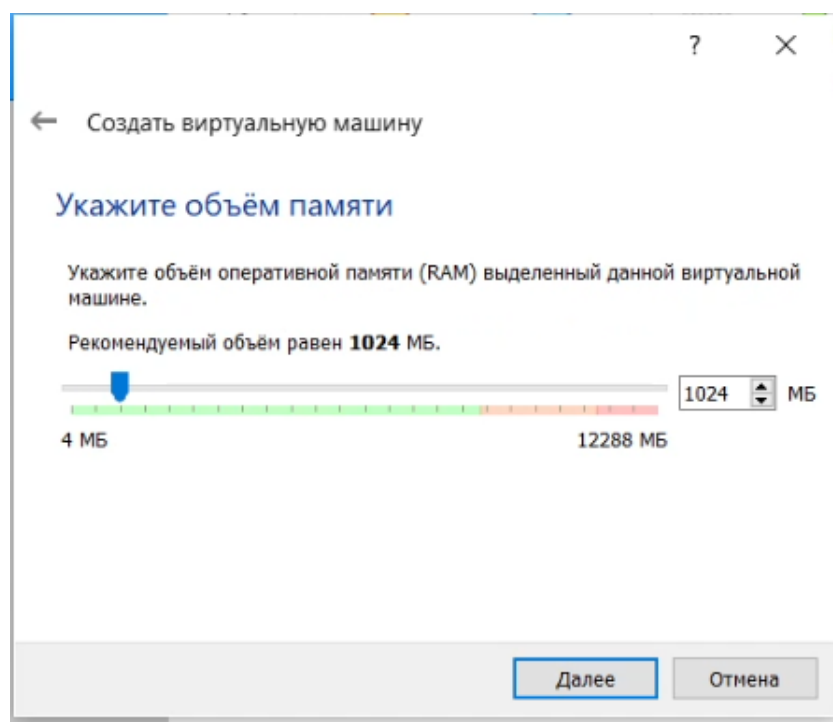 ?
Создать виртуальную машину
Укажите объём памяти
Укажите объём оперативной памяти (RAM) выделенный данной виртуальной
машине.
Рекомендуемый объём равен 1024 МБ.
1024 МБ
4 МБ 12288 МБ
Далее Отмена